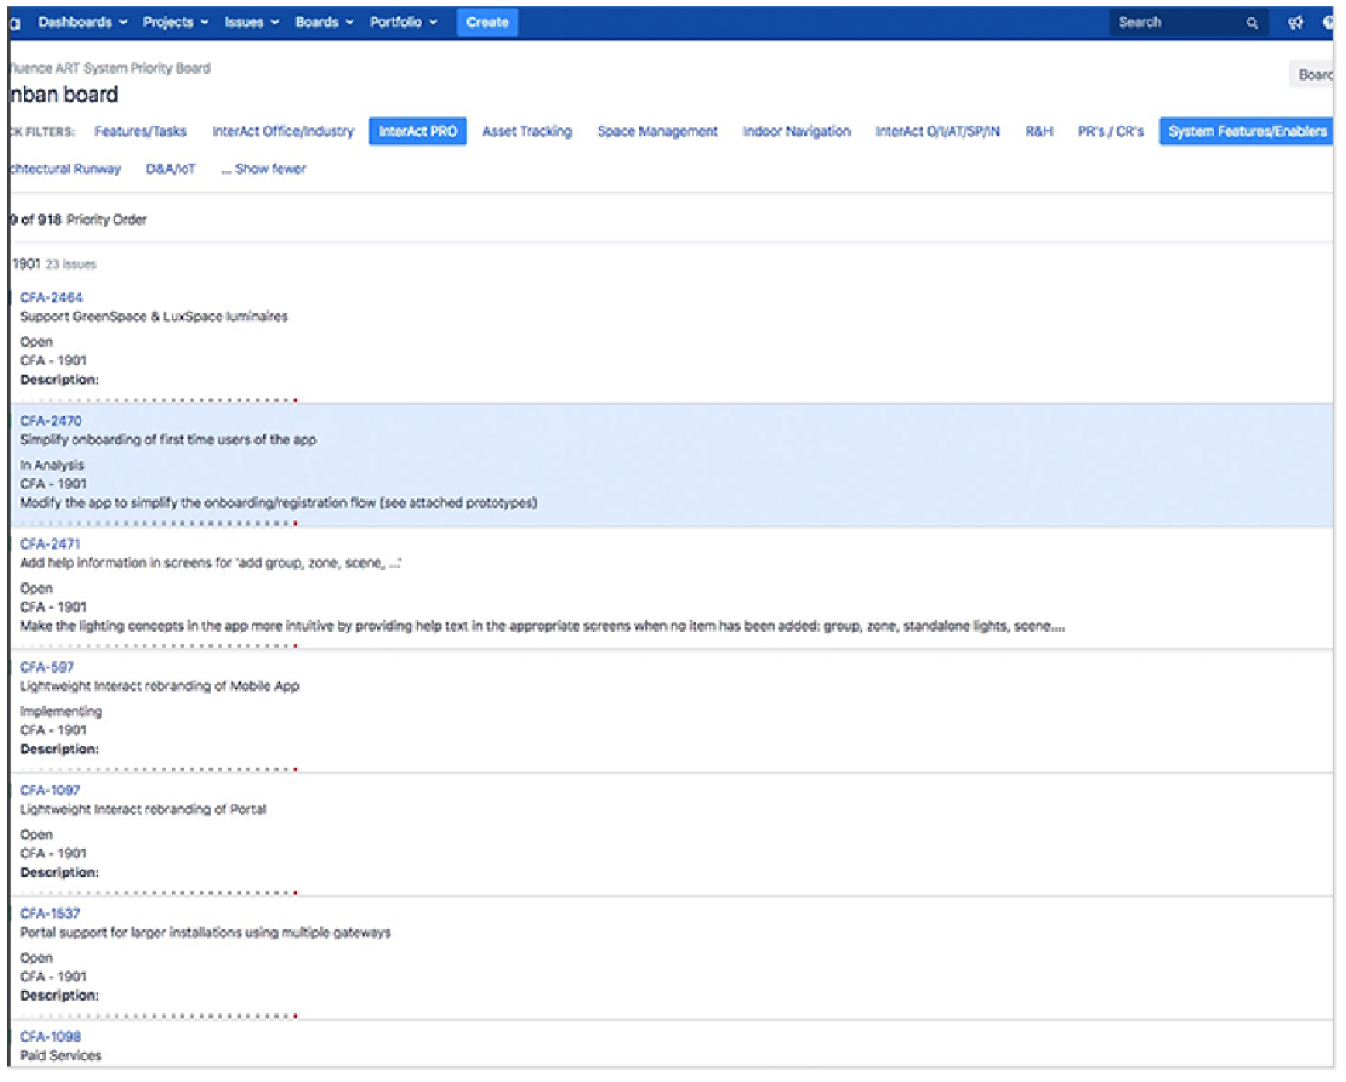 a Dashboards Projects Issues Boards Portfolio Create Search
fluence ART System Priority Board
nban board Board
CK FILTERS: Features/Tasks InterAct Office/Industry InterAct PRO Asset Tracking Space Management Indoor Navigation InterAct O/I/AT/SP/IN R&H PR's / CR's System Features/Enablers
chtectural Runway D&A/IoT ... Show fewer
9 of 918 Priority Order
1901 23 issues
CFA-2464
Support GreenSpace & LuxSpace luminaires
Open
CFA - 1901
Description:
CFA-2470
Simplify onboarding of first time users of the app
In Analysis
CFA - 1901
Modify the app to simplify the onboarding/registration flow (see attached prototypes)
CFA-2471
Add help information in screens for 'add group, zone, scene, ...'
Open
CFA - 1901
Make the lighting concepts in the app more intuitive by providing help text in the appropriate screens when no item has been added: group, zone, standalone lights, scene....
CFA-597
Lightweight Interact rebranding of Mobile App
Implementing
CFA - 1901
Description:
CFA-1097
Lightweight Interact rebranding of Portal
Open
CFA - 1901
Description:
CFA-1537
Portal support for larger installations using multiple gateways
Open
CFA - 1901
Description:
CFA-1098
Paid Services